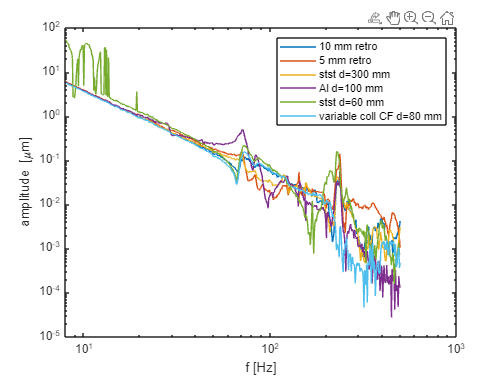 10²
10¹
10⁰
10⁻¹
10⁻²
10⁻³
10⁻⁴
10⁻⁵
amplitude [μm]
10 mm retro
5 mm retro
stst d=300 mm
Al d=100 mm
stst d=60 mm
variable coll CF d=80 mm
10¹ 10² 10³
f [Hz]